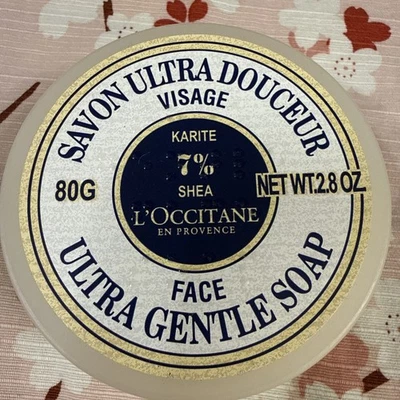 SAVON ULTRA DOUCEUR
VISAGE
KARITE
7%
SHEA
80G
NET WT.2.8 OZ.
L'OCCITANE
EN PROVENCE
FACE
ULTRA GENTLE SOAP